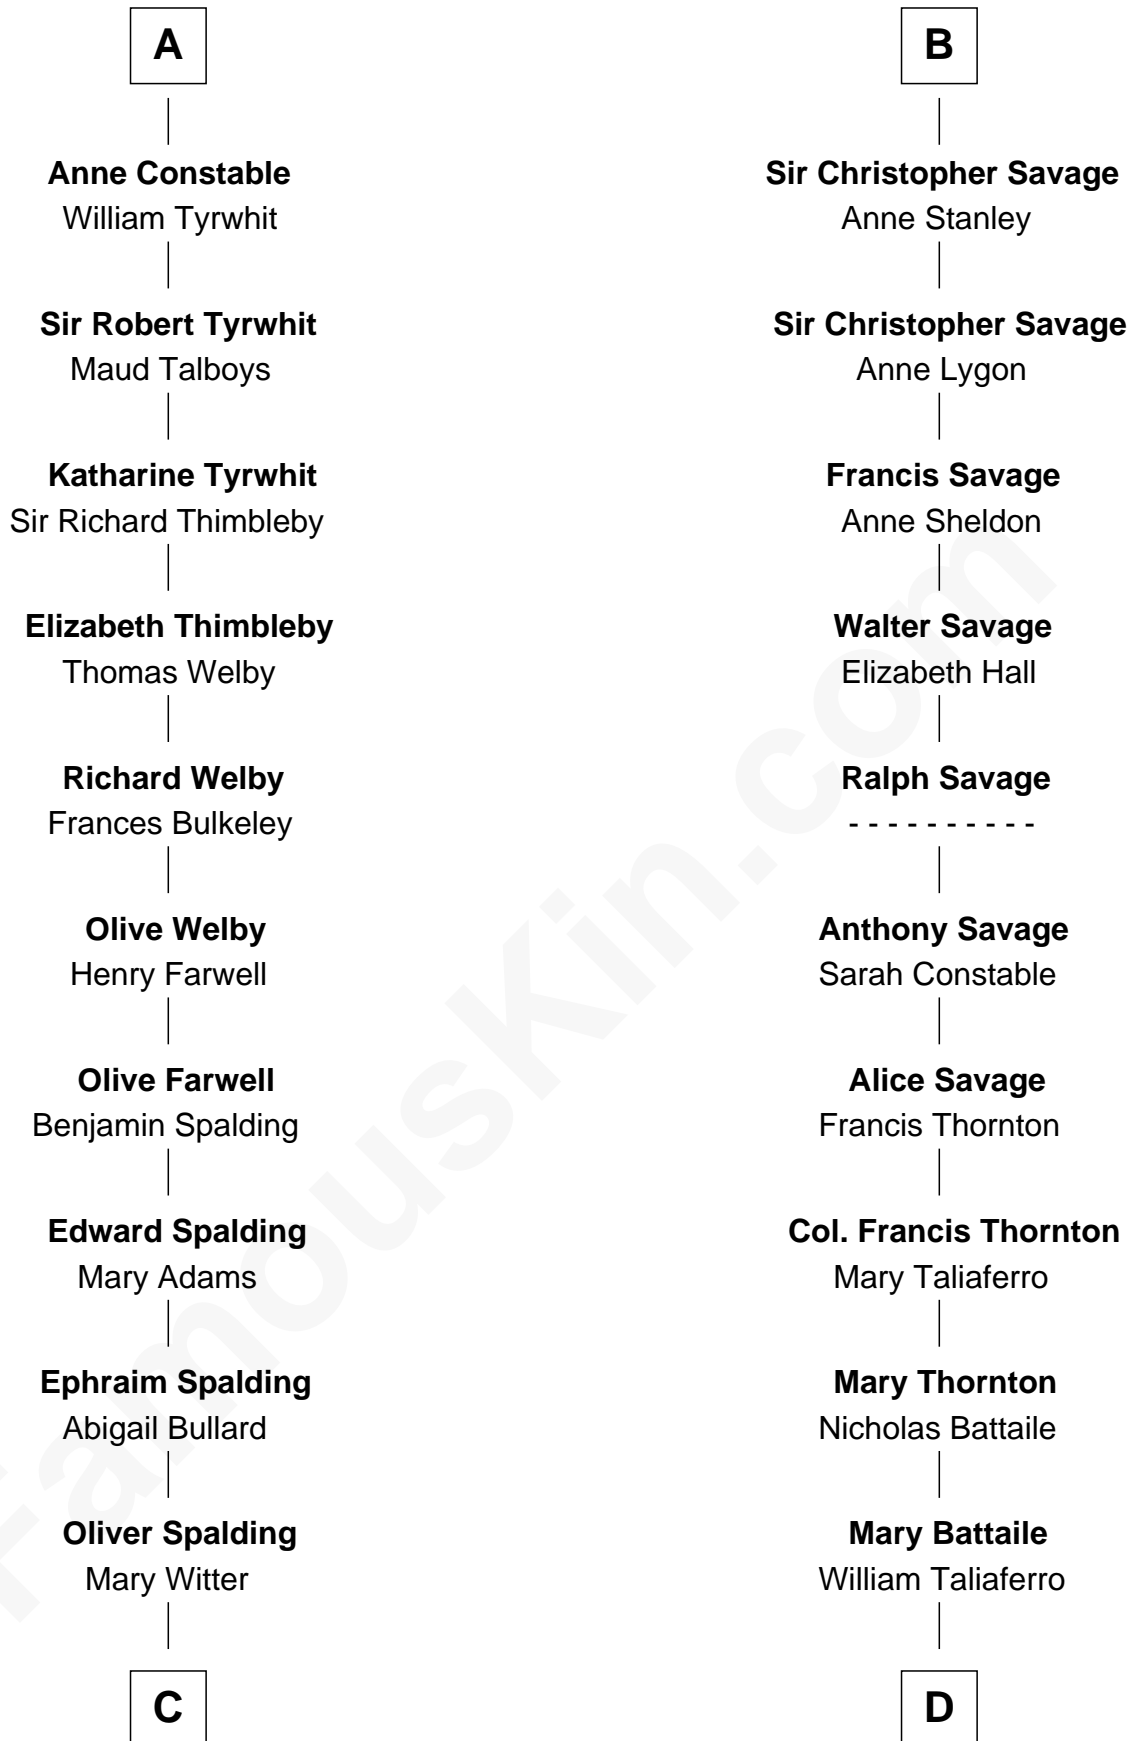 A
Anne Constable
William Tyrwhit
Sir Robert Tyrwhit
Maud Talboys
Katharine Tyrwhit
Sir Richard Thimbleby
Elizabeth Thimbleby
Thomas Welby
Richard Welby
Frances Bulkeley
Olive Welby
Henry Farwell
Olive Farwell
Benjamin Spalding
Edward Spalding
Mary Adams
Ephraim Spalding
Abigail Bullard
Oliver Spalding
Mary Witter
C
B
Sir Christopher Savage
Anne Stanley
Sir Christopher Savage
Anne Lygon
Francis Savage
Anne Sheldon
Walter Savage
Elizabeth Hall
Ralph Savage
- - - - - - - - - -
Anthony Savage
Sarah Constable
Alice Savage
Francis Thornton
Col. Francis Thornton
Mary Taliaferro
Mary Thornton
Nicholas Battaile
Mary Battaile
William Taliaferro
D
FamousKin.com